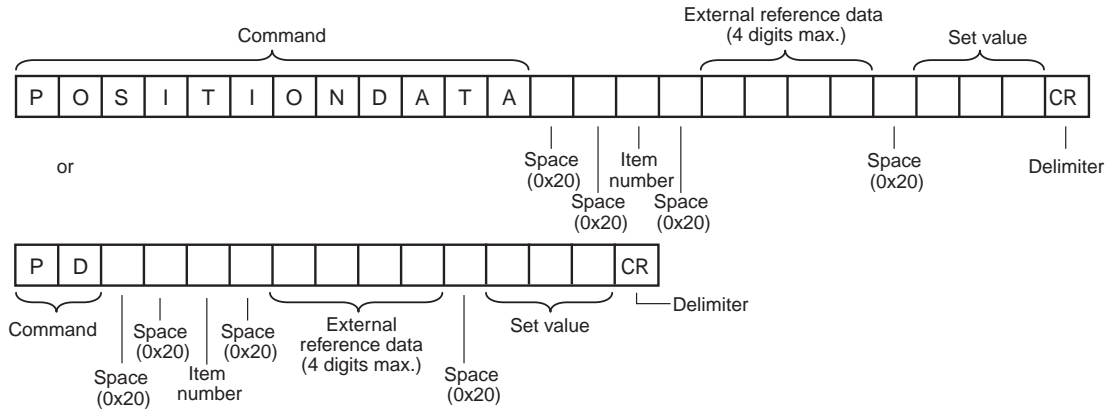 Command
External reference data
(4 digits max.)
Set value
P O S I T I O N D A T A CR
or
Space
(0x20)
Space
(0x20)
Item
number
Space
(0x20)
Space
(0x20)
Delimiter
P D CR
Command
Space
(0x20)
Space
(0x20)
Item
number
Space
(0x20)
External
reference data
(4 digits max.)
Space
(0x20)
Set value
Delimiter